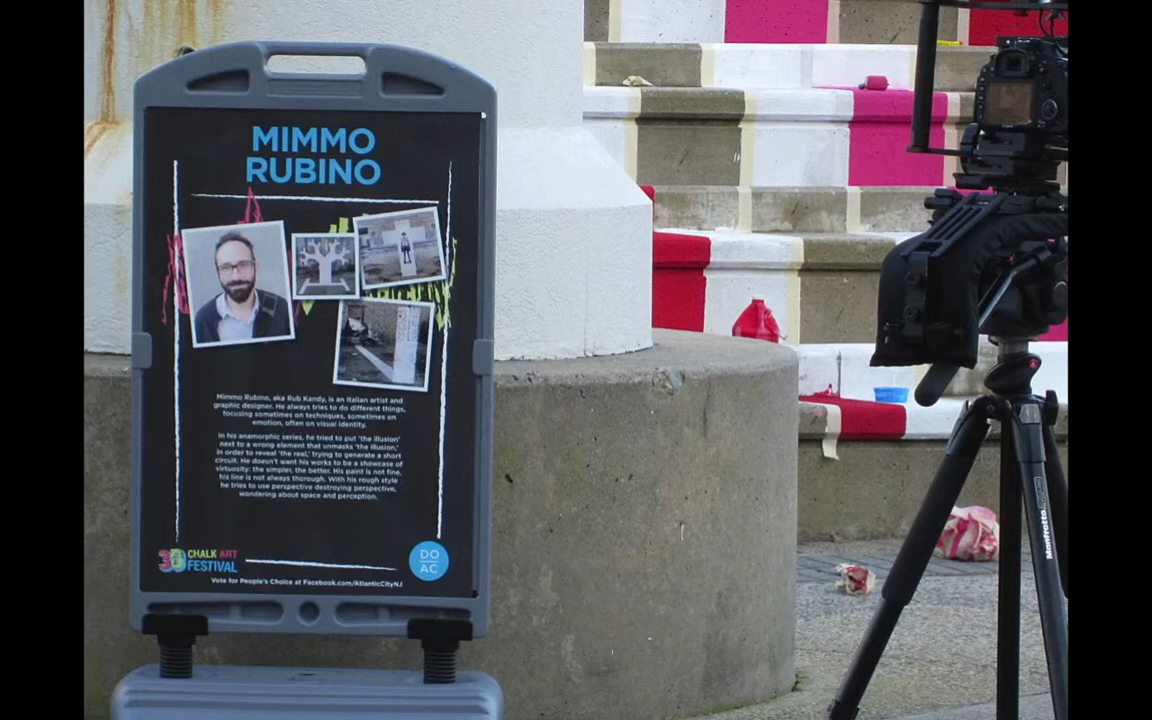 MIMMO
RUBINO
Mimmo Rubino, aka Rub Kandy, is an Italian artist and
graphic designer. He always tries to do different things,
focusing sometimes on techniques, sometimes on
emotion, often on visual identity.
In his anamorphic series, he tried to put 'the illusion'
next to a wrong element that unmasks 'the illusion,'
in order to reveal 'the real,' trying to generate a short
circuit. He doesn't want his works to be a showcase of
virtuosity: the simpler, the better. His paint is not fine,
his line is not always thorough. With his rough style
he tries to use perspective destroying perspective,
wondering about space and perception.
3D CHALK ART
FESTIVAL
DO
AC
Vote for People's Choice at Facebook.com/AtlanticCityNJ
Manfrotto